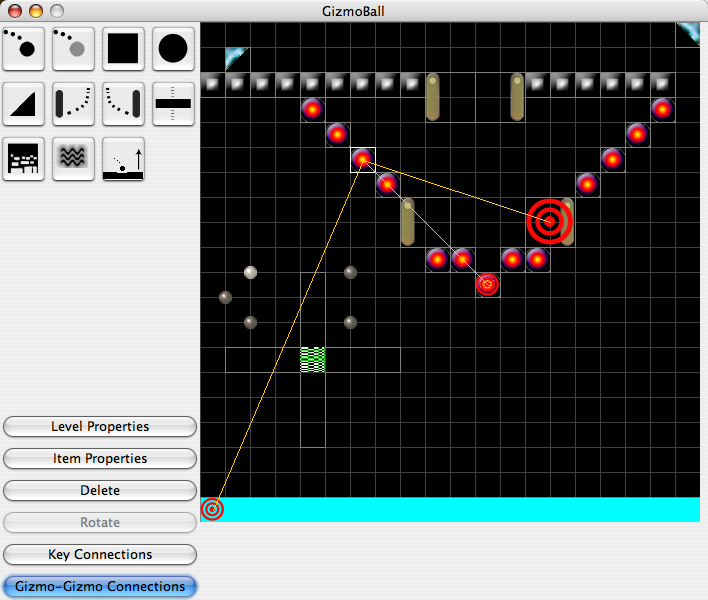 GizmoBall
Level Properties
Item Properties
Delete
Rotate
Key Connections
Gizmo-Gizmo Connections